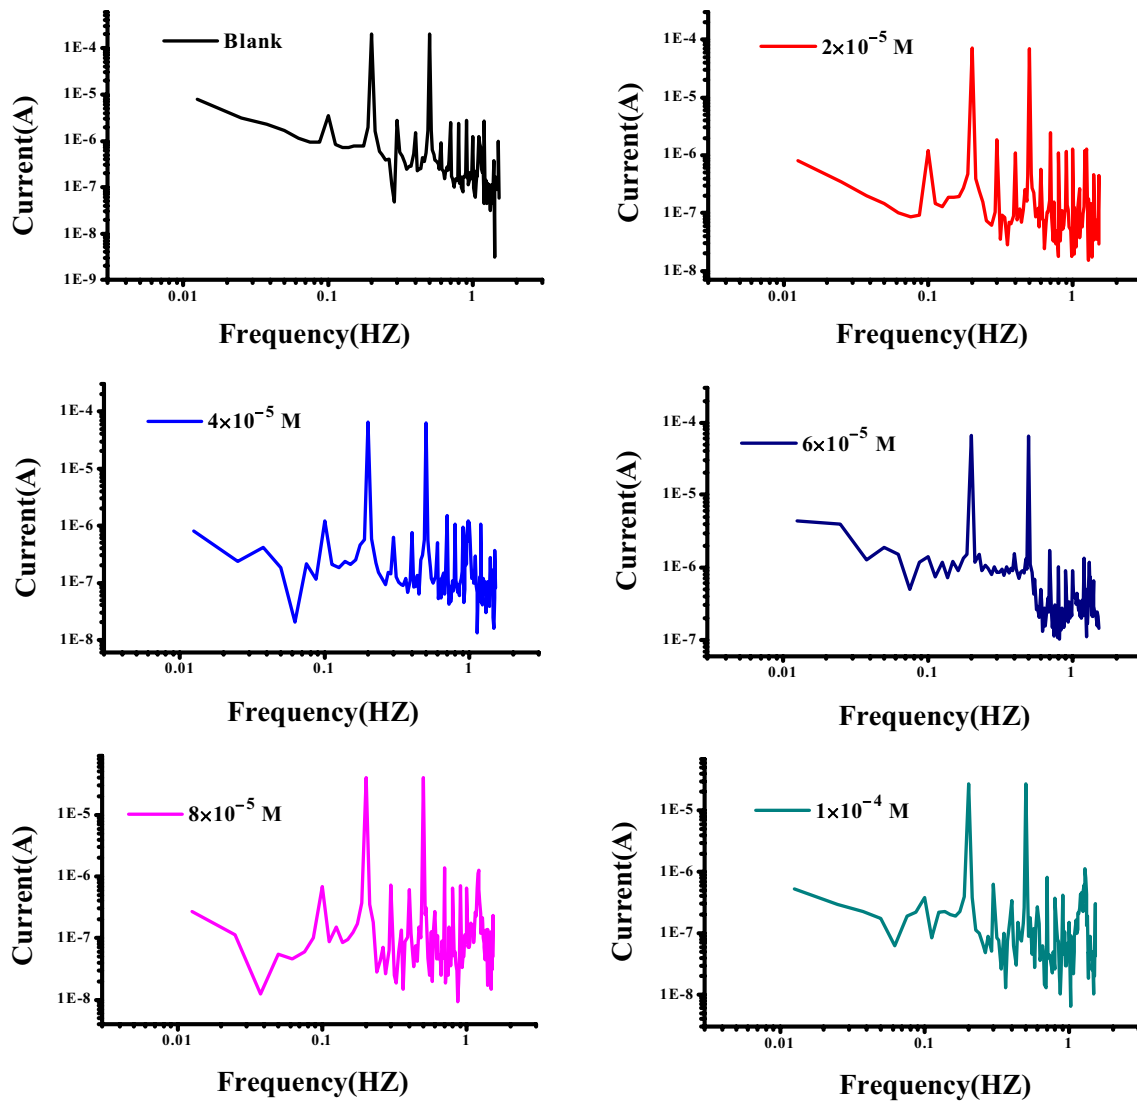 Blank
1E-4
1E-5
1E-6
1E-7
1E-8
1E-9
Current(A)
0.01 0.1 1
Frequency(HZ)
2×10⁻⁵ M
1E-4
1E-5
1E-6
1E-7
1E-8
Current(A)
0.01 0.1 1
Frequency(HZ)
4×10⁻⁵ M
1E-4
1E-5
1E-6
1E-7
1E-8
Current(A)
0.01 0.1 1
Frequency(HZ)
6×10⁻⁵ M
1E-4
1E-5
1E-6
1E-7
Current(A)
0.01 0.1 1
Frequency(HZ)
8×10⁻⁵ M
1E-5
1E-6
1E-7
1E-8
Current(A)
0.01 0.1 1
Frequency(HZ)
1×10⁻⁴ M
1E-5
1E-6
1E-7
1E-8
Current(A)
0.01 0.1 1
Frequency(HZ)